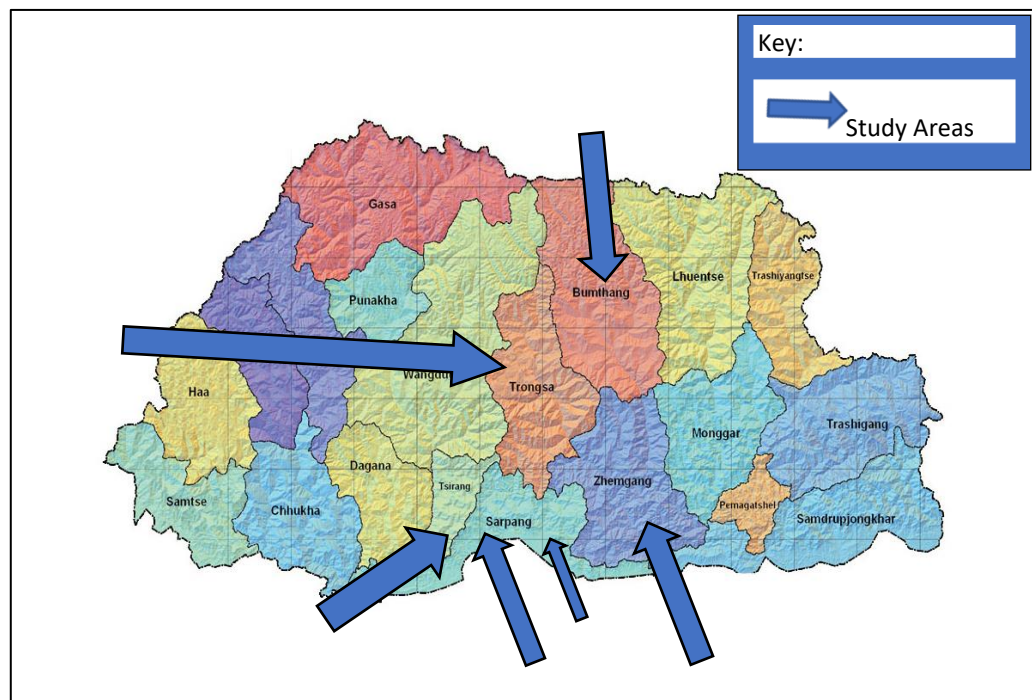 Key:
Study Areas
Gasa
Punakha
Bumthang
Lhuentse
Trashiyangtse
Haa
Trongsa
Monggar
Trashigang
Dagana
Tsirang
Zhemgang
Samtse
Chhukha
Sarpang
Pemagatshel
Samdrupjongkhar